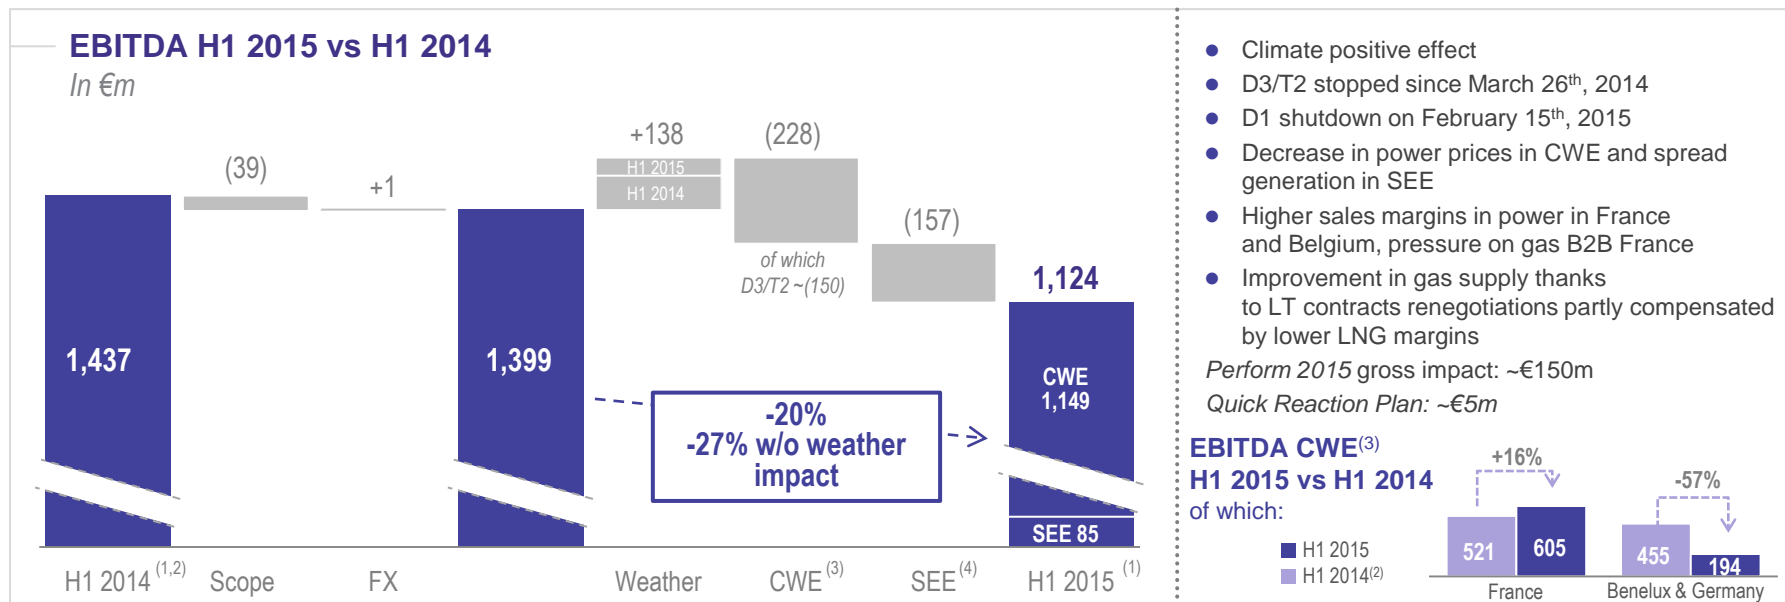 EBITDA H1 2015 vs H1 2014
In €m
(39)
+1
+138
H1 2015
H1 2014
(228)
of which
D3/T2 ~(150)
(157)
1,124
1,437
1,399
CWE
1,149
SEE 85
-20%
-27% w/o weather
impact
H1 2014 (1,2)
Scope
FX
Weather
CWE (3)
SEE (4)
H1 2015 (1)
Climate positive effect
D3/T2 stopped since March 26th, 2014
D1 shutdown on February 15th, 2015
Decrease in power prices in CWE and spread
generation in SEE
Higher sales margins in power in France
and Belgium, pressure on gas B2B France
Improvement in gas supply thanks
to LT contracts renegotiations partly compensated
by lower LNG margins
Perform 2015 gross impact: ~€150m
Quick Reaction Plan: ~€5m
EBITDA CWE(3)
H1 2015 vs H1 2014
of which:
H1 2015
H1 2014(2)
+16%
521
605
France
-57%
455
194
Benelux & Germany